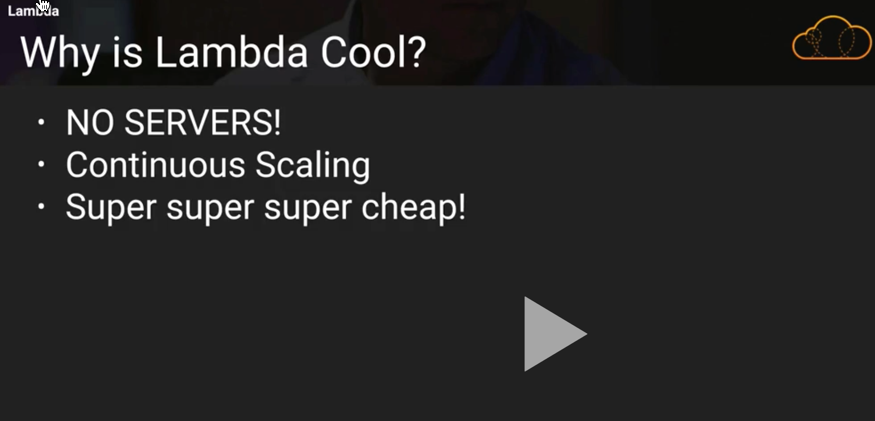 Lambda
Why is Lambda Cool?
• NO SERVERS!
• Continuous Scaling
• Super super super cheap!